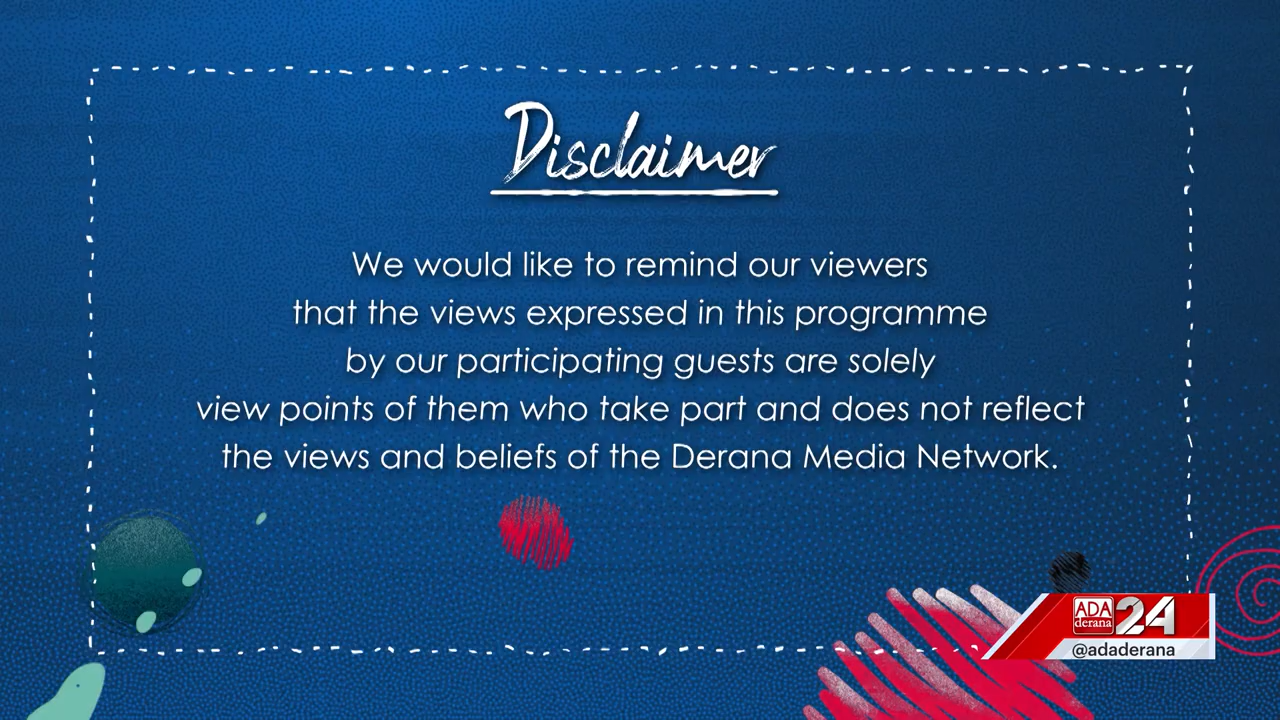 Disclaimer
We would like to remind our viewers
that the views expressed in this programme
by our participating guests are solely
view points of them who take part and does not reflect
the views and beliefs of the Derana Media Network.
ADA
derana
24
@adaderana